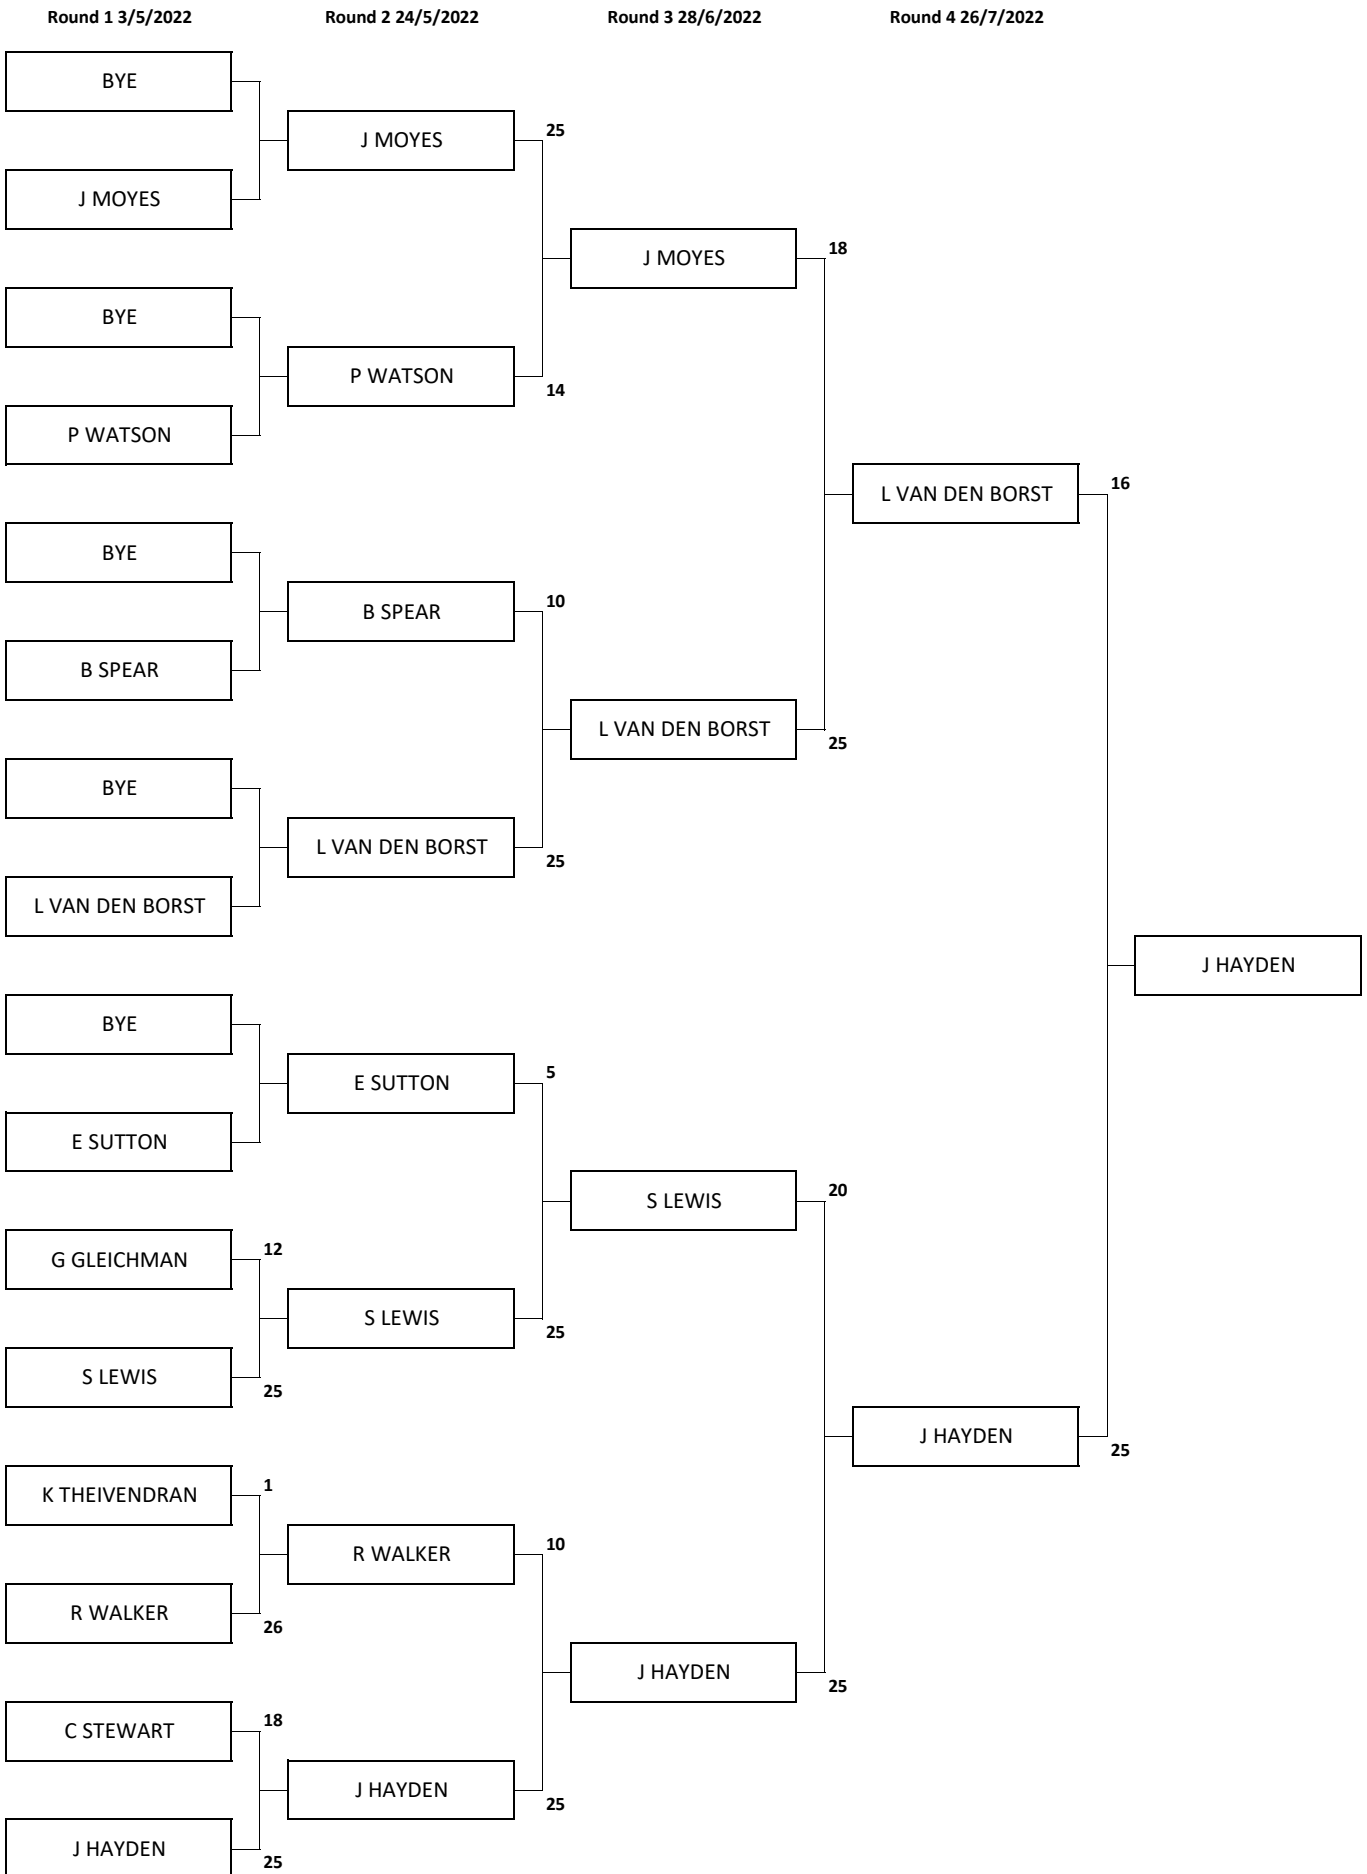 Round 1 3/5/2022
Round 2 24/5/2022
Round 3 28/6/2022
Round 4 26/7/2022
BYE
J MOYES
25
J MOYES
J MOYES
18
BYE
P WATSON
14
P WATSON
L VAN DEN BORST
16
BYE
B SPEAR
10
B SPEAR
L VAN DEN BORST
25
BYE
L VAN DEN BORST
25
L VAN DEN BORST
J HAYDEN
BYE
E SUTTON
5
E SUTTON
S LEWIS
20
G GLEICHMAN
12
S LEWIS
25
S LEWIS
25
J HAYDEN
25
K THEIVENDRAN
1
R WALKER
10
R WALKER
26
J HAYDEN
25
C STEWART
18
J HAYDEN
25
J HAYDEN
25